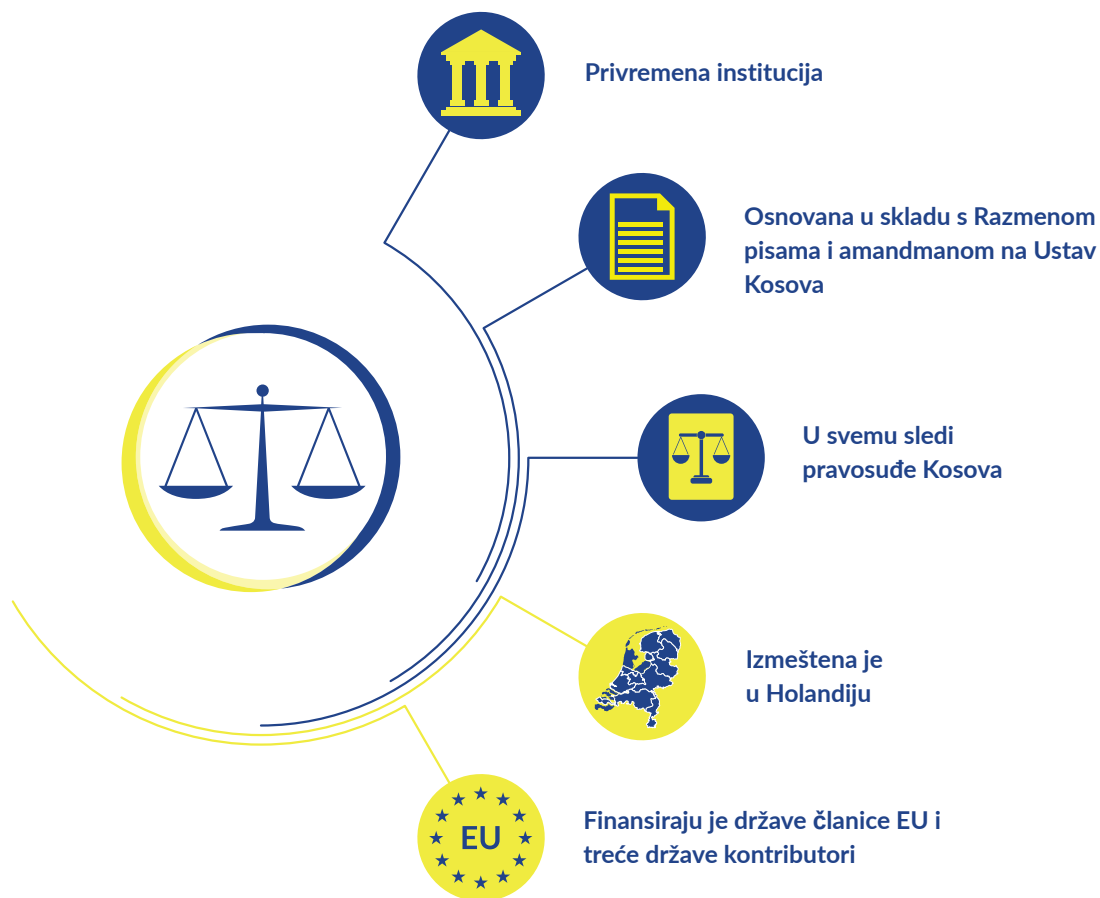 Privremena institucija
Osnovana u skladu s Razmenom
pisama i amandmanom na Ustav
Kosova
U svemu sledi
pravosuđe Kosova
Izmeštena je
u Holandiju
EU
Finansiraju je države članice EU i
treće države kontributori